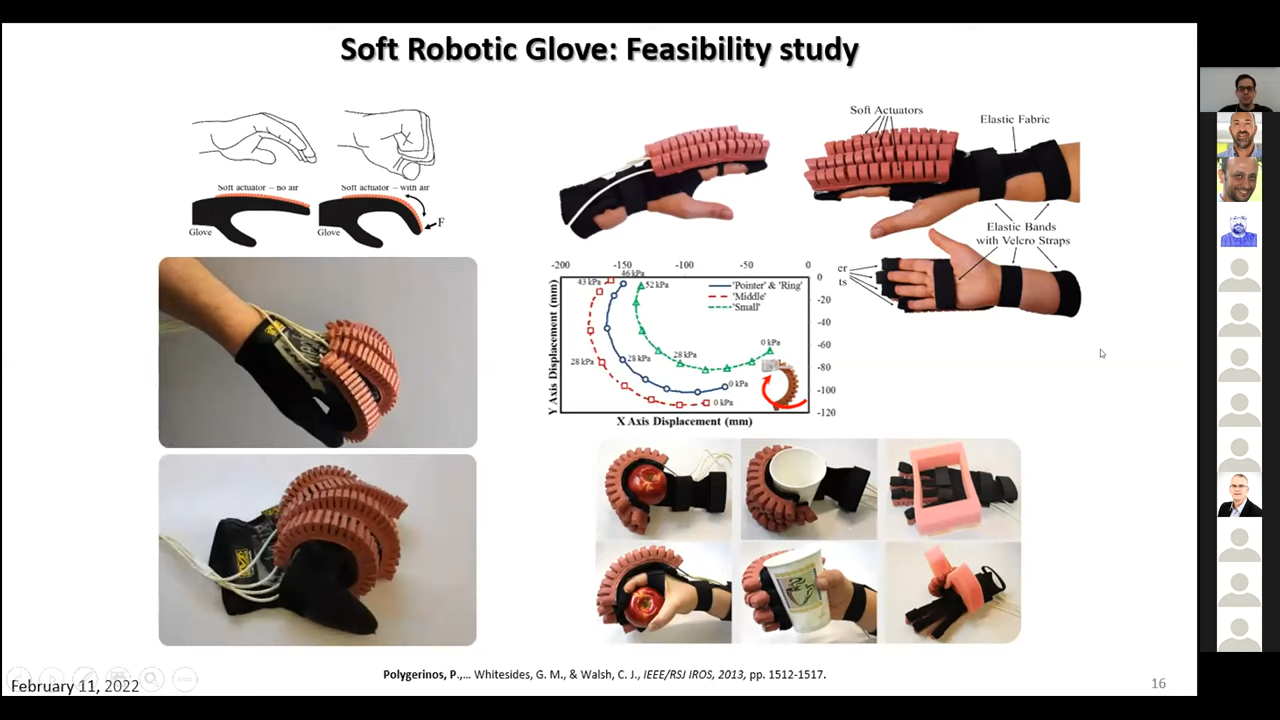 Soft Robotic Glove: Feasibility study
Soft actuator – no air
Soft actuator – with air
F
Glove
Glove
Soft Actuators
Elastic Fabric
Elastic Bands
with Velcro Straps
er
ts
-200 -150 -100 -50 0
Y Axis Displacement (mm)
43 kPa
46 kPa
52 kPa
'Pointer' & 'Ring'
'Middle'
'Small'
28 kPa
28 kPa
28 kPa
0 kPa
0 kPa
0 kPa
0
-20
-40
-60
-80
-100
-120
X Axis Displacement (mm)
Polygerinos, P.,... Whitesides, G. M., & Walsh, C. J., IEEE/RSJ IROS, 2013, pp. 1512-1517.
February 11, 2022
16